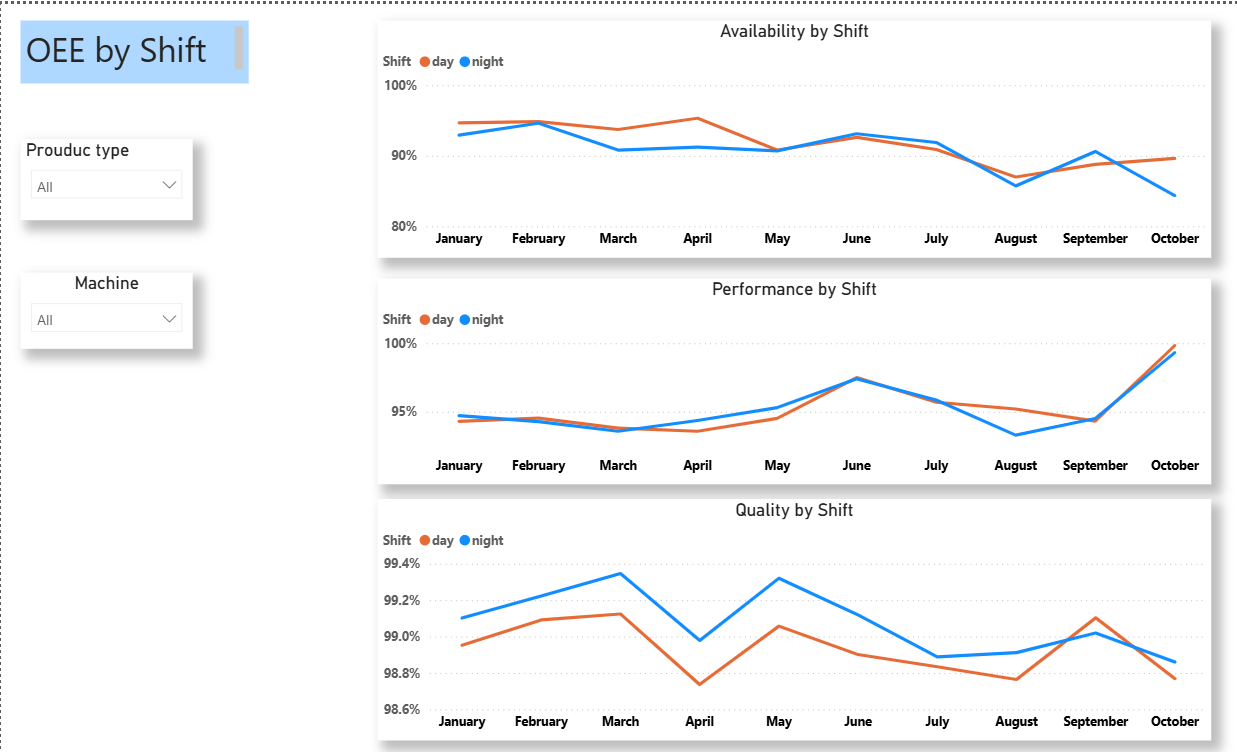 OEE by Shift
Prouduc type
All
Machine
All
Availability by Shift
Shift day night
100%
90%
80%
January February March April May June July August September October
Performance by Shift
Shift day night
100%
95%
January February March April May June July August September October
Quality by Shift
Shift day night
99.4%
99.2%
99.0%
98.8%
98.6%
January February March April May June July August September October